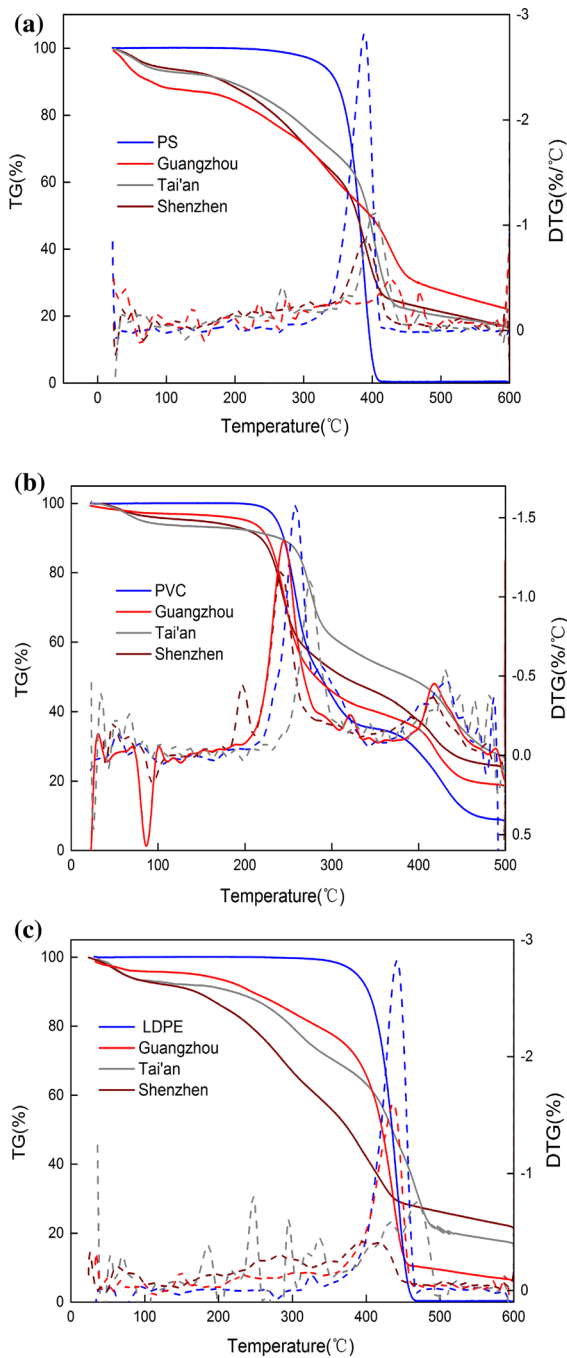 (a)
-3
100
80
-2
PS
Guangzhou
Tai'an
Shenzhen
TG(%)
60
DTG(%/℃)
-1
40
20
0
0
0 100 200 300 400 500 600
Temperature(℃)
(b)
100
-1.5
80
PVC
Guangzhou
Tai'an
Shenzhen
-1.0
TG(%)
60
DTG(%/℃)
-0.5
40
0.0
20
0.5
0
0 100 200 300 400 500
Temperature(℃)
(c)
100
-3
80
LDPE
Guangzhou
Tai'an
Shenzhen
-2
TG(%)
60
DTG(%)
40
-1
20
0
0
0 100 200 300 400 500 600
Temperature(℃)